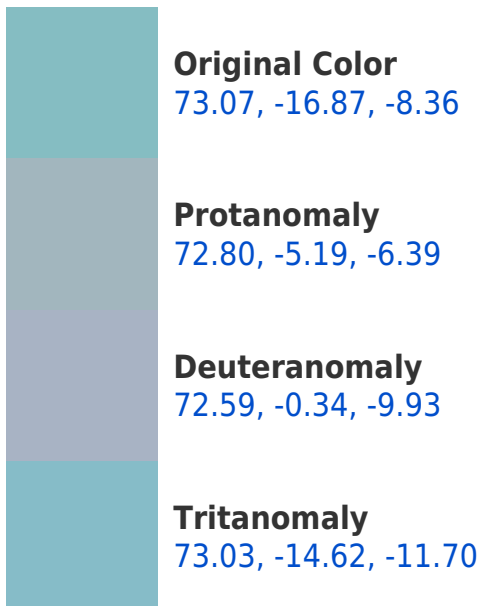 Original Color
73.07, -16.87, -8.36
Protanomaly
72.80, -5.19, -6.39
Deuteranomaly
72.59, -0.34, -9.93
Tritanomaly
73.03, -14.62, -11.70